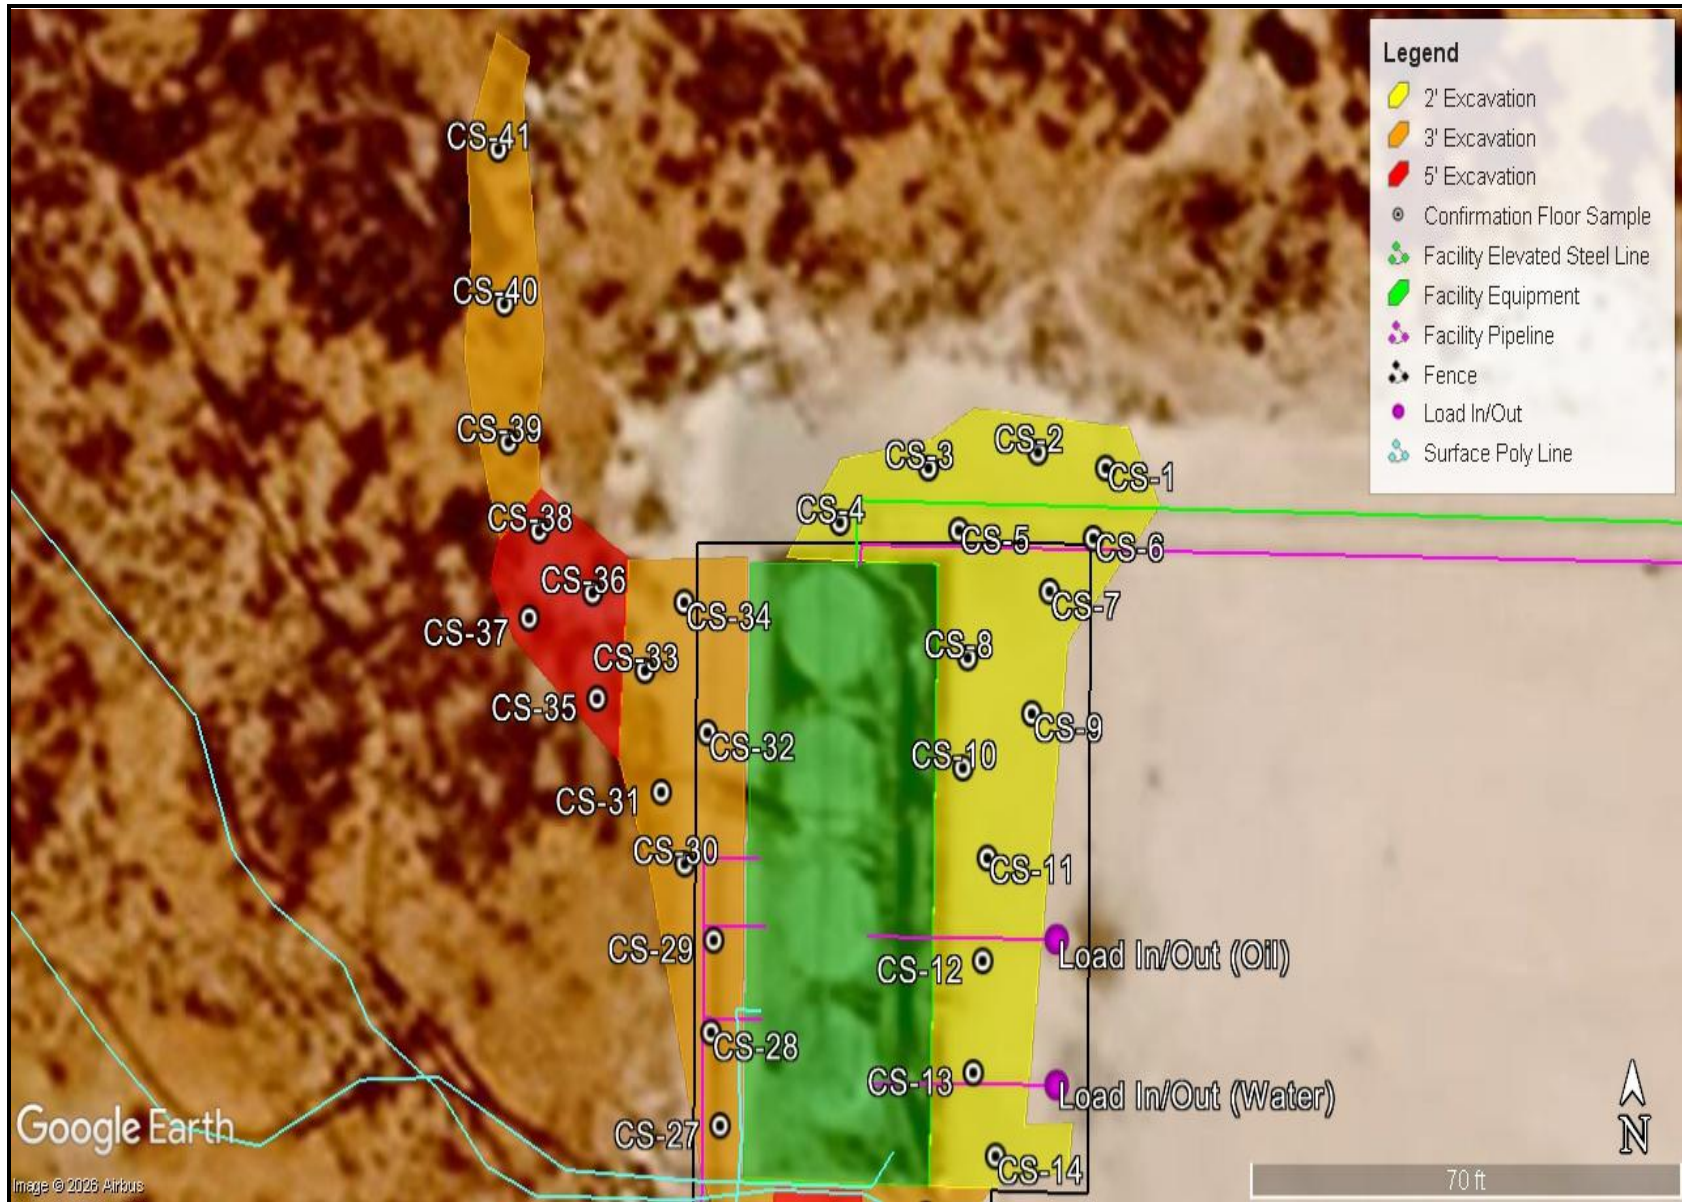 Legend
2' Excavation
3' Excavation
5' Excavation
Confirmation Floor Sample
Facility Elevated Steel Line
Facility Equipment
Facility Pipeline
Fence
Load In/Out
Surface Poly Line
CS-41
CS-40
CS-39
CS-38
CS-36
CS-37
CS-34
CS-33
CS-35
CS-32
CS-31
CS-30
CS-29
CS-28
CS-27
CS-3
CS-2
CS-1
CS-4
CS-5
CS-6
CS-7
CS-8
CS-9
CS-10
CS-11
CS-12
Load In/Out (Oil)
CS-13
Load In/Out (Water)
CS-14
Google Earth
Image © 2026 Airbus
N
70 ft